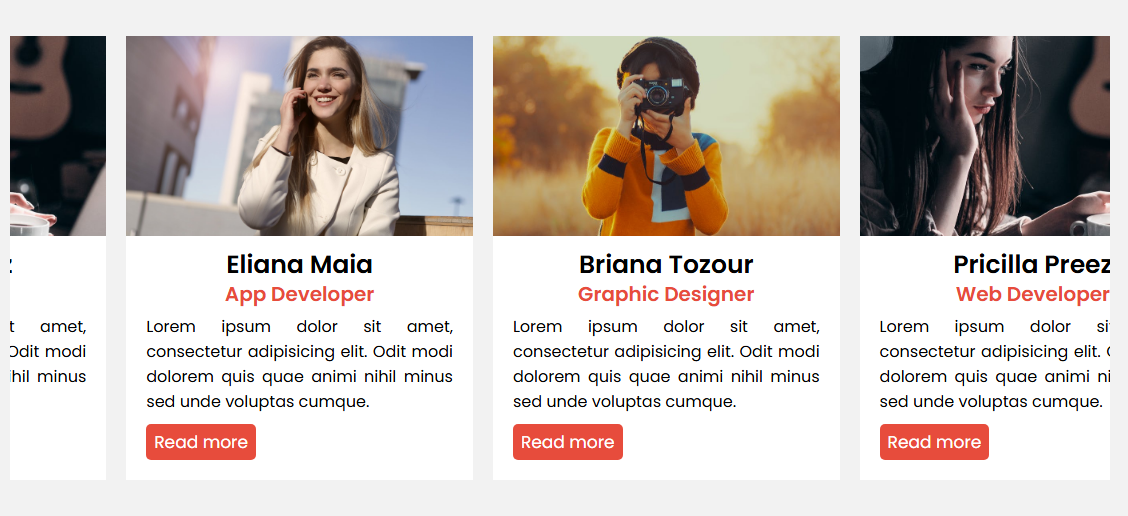 t amet,
Odit modi
nihil minus
Eliana Maia
App Developer
Lorem ipsum dolor sit amet,
consectetur adipisicing elit. Odit modi
dolorem quis quae animi nihil minus
sed unde voluptas cumque.
Read more
Briana Tozour
Graphic Designer
Lorem ipsum dolor sit amet,
consectetur adipisicing elit. Odit modi
dolorem quis quae animi nihil minus
sed unde voluptas cumque.
Read more
Pricilla Preez
Web Developer
Lorem ipsum dolor si
consectetur adipisicing elit.
dolorem quis quae animi ni
sed unde voluptas cumque.
Read more